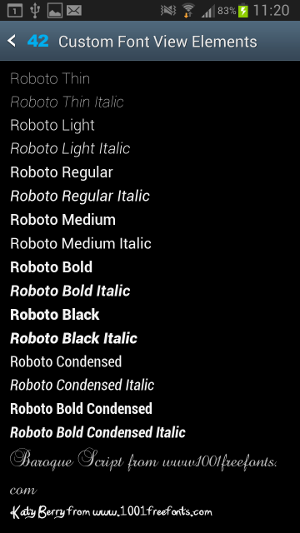 1 83% 11:20
42 Custom Font View Elements
Roboto Thin
Roboto Thin Italic
Roboto Light
Roboto Light Italic
Roboto Regular
Roboto Regular Italic
Roboto Medium
Roboto Medium Italic
Roboto Bold
Roboto Bold Italic
Roboto Black
Roboto Black Italic
Roboto Condensed
Roboto Condensed Italic
Roboto Bold Condensed
Roboto Bold Condensed Italic
Baroque Script from www1001freefonts.
com
Katy Berry from www.1001freefonts.com